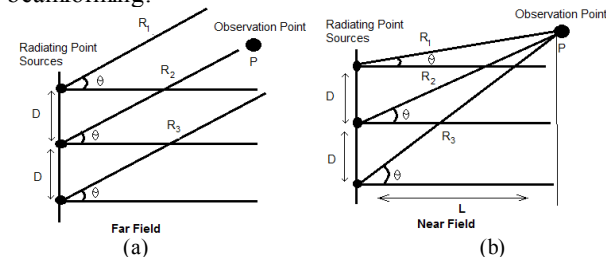 beamforming.
Radiating Point
Sources
R1
Observation Point
P
θ
R2
D
θ
R3
D
θ
Far Field
(a)
Observation Point
Radiating Point
Sources
R1
P
θ
R2
D
θ
R3
D
θ
L
Near Field
(b)